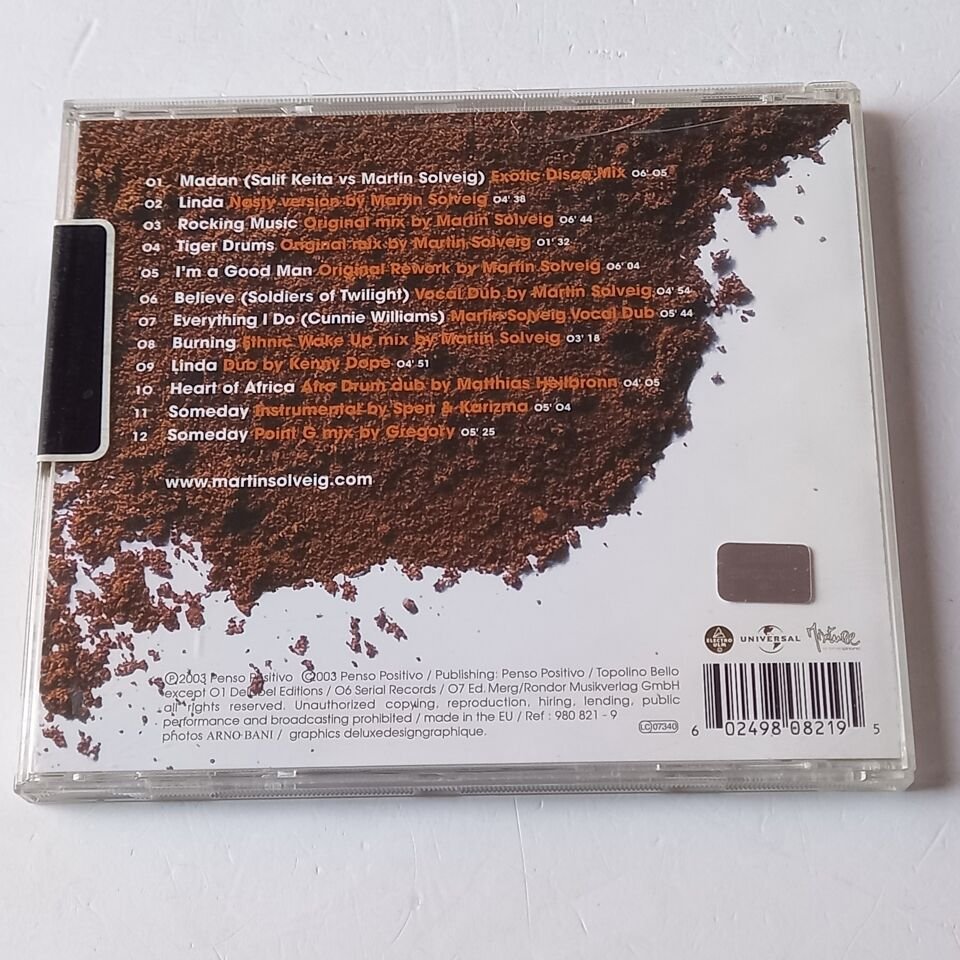 01 Madan (Salif Keita vs Martin Solveig) Exotic Disco Mix 06' 05
02 Linda Nasty version by Martin Solveig 04' 38
03 Rocking Music Original mix by Martin Solveig 06' 44
04 Tiger Drums Original mix by Martin Solveig 01' 32
05 I'm a Good Man Original Rework by Martin Solveig 06' 04
06 Believe (Soldiers of Twilight) Vocal Dub by Martin Solveig 04' 54
07 Everything I Do (Cunnie Williams) Martin Solveig Vocal Dub 05' 44
08 Burning Ethnic Wake Up mix by Martin Solveig 03' 18
09 Linda Dub by Kenny Dope 04' 51
10 Heart of Africa Afro Drum dub by Matthias Heilbronn 04' 05
11 Someday Instrumental by Spen & Karizma 05' 04
12 Someday Point G mix by Gregory 05' 25
www.martinsolveig.com
ELECTRO ULM UNIVERSAL Mixture
℗2003 Penso Positivo ©2003 Penso Positivo / Publishing: Penso Positivo / Topolino Bello
except 01 Delabel Editions / 06 Serial Records / 07 Ed. Merg/Rondor Musikverlag GmbH
all rights reserved. Unauthorized copying, reproduction, hiring, lending, public
performance and broadcasting prohibited / made in the EU / Ref : 980 821 - 9
photos ARNO BANI / graphics deluxedesigngraphique.
LC 07340
6 02498 08219 5